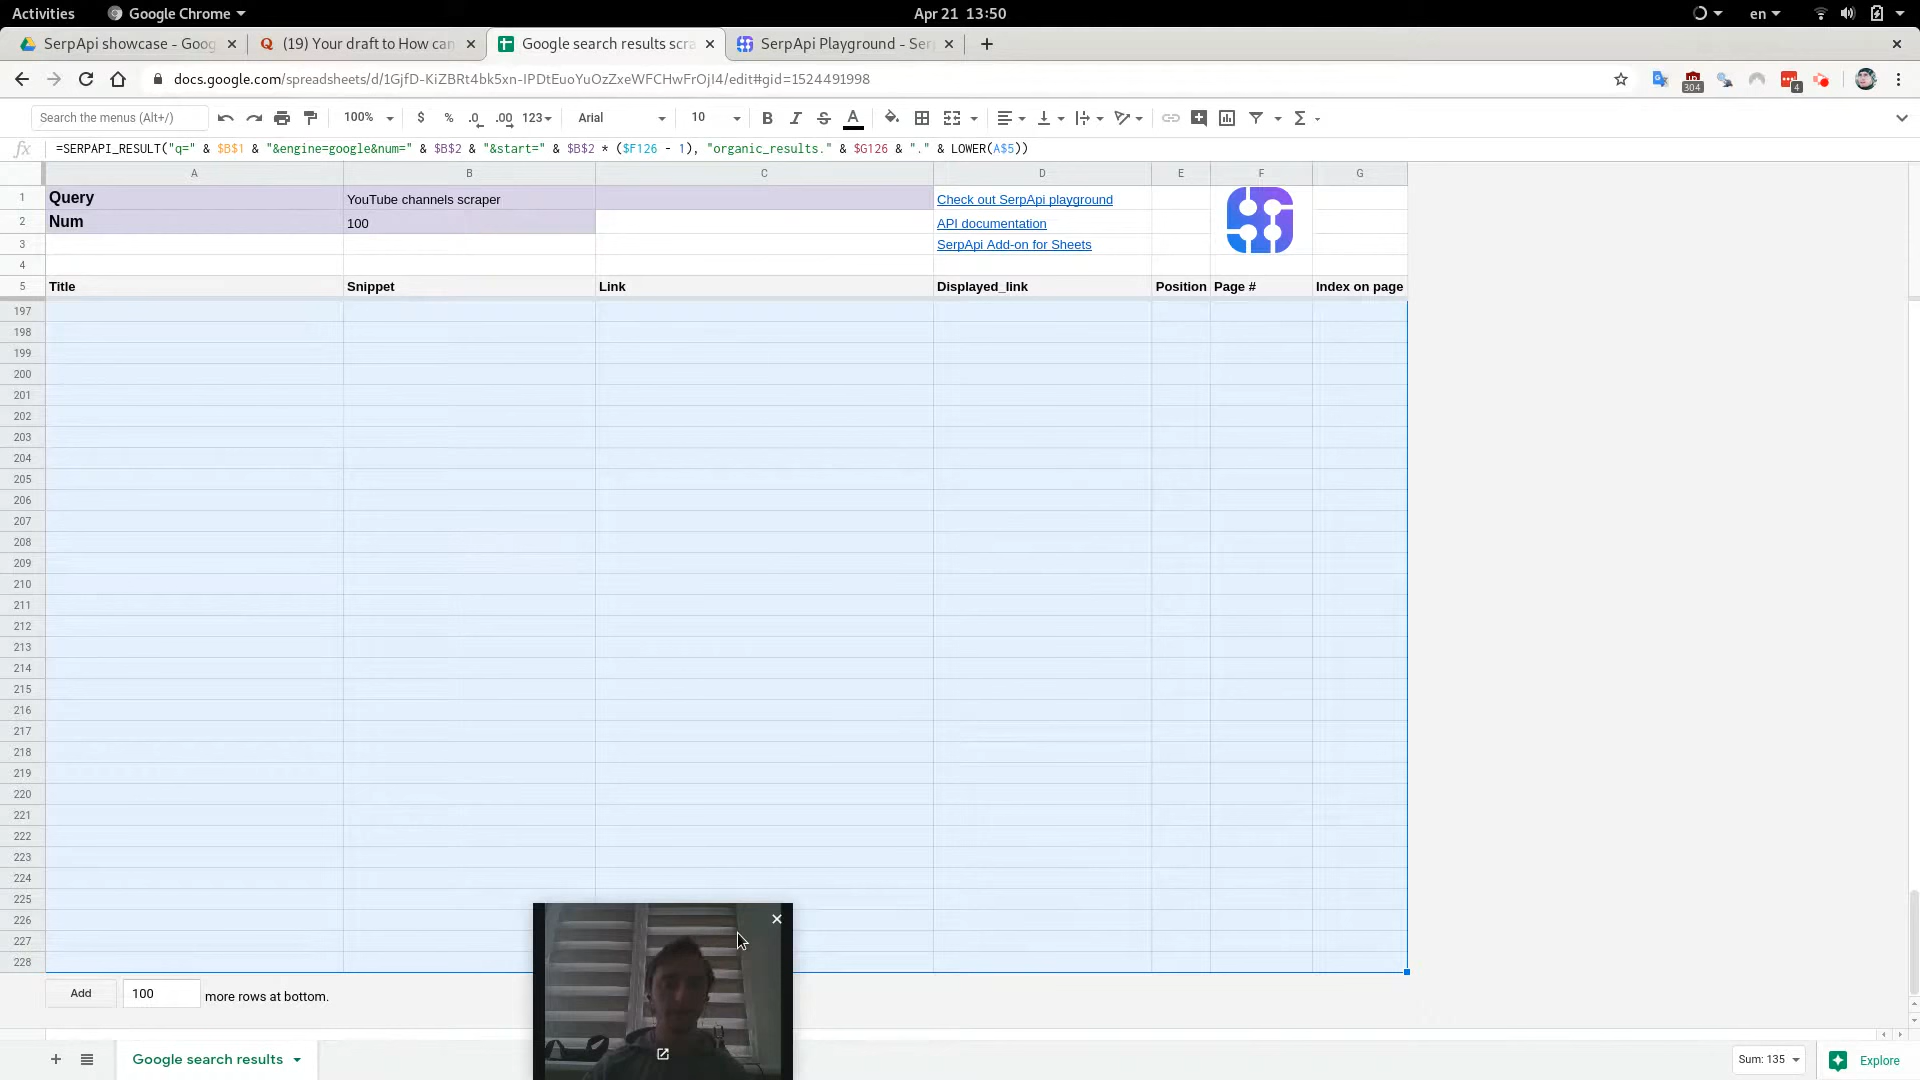 Activities Google Chrome Apr 21 13:50 en
SerpApi showcase - Goog (19) Your draft to How can Google search results scra SerpApi Playground - Ser
docs.google.com/spreadsheets/d/1GjfD-KiZBRt4bk5xn-IPDtEuoYuOzZxeWFCHwFrOjI4/edit#gid=1524491998 304 4
Search the menus (Alt+/) 100% $ % .0 .00 123 Arial 10 B I S A Σ
fx =SERPAPI_RESULT("q=" & $B$1 & "&engine=google&num=" & $B$2 & "&start=" & $B$2 * ($F126 - 1), "organic_results." & $G126 & "." & LOWER(A$5))
A B C D E F G
1 Query YouTube channels scraper Check out SerpApi playground
2 Num 100 API documentation
3 SerpApi Add-on for Sheets
4
5 Title Snippet Link Displayed_link Position Page # Index on page
197
198
199
200
201
202
203
204
205
206
207
208
209
210
211
212
213
214
215
216
217
218
219
220
221
222
223
224
225
226
227
228
Add 100 more rows at bottom.
Google search results Sum: 135 Explore